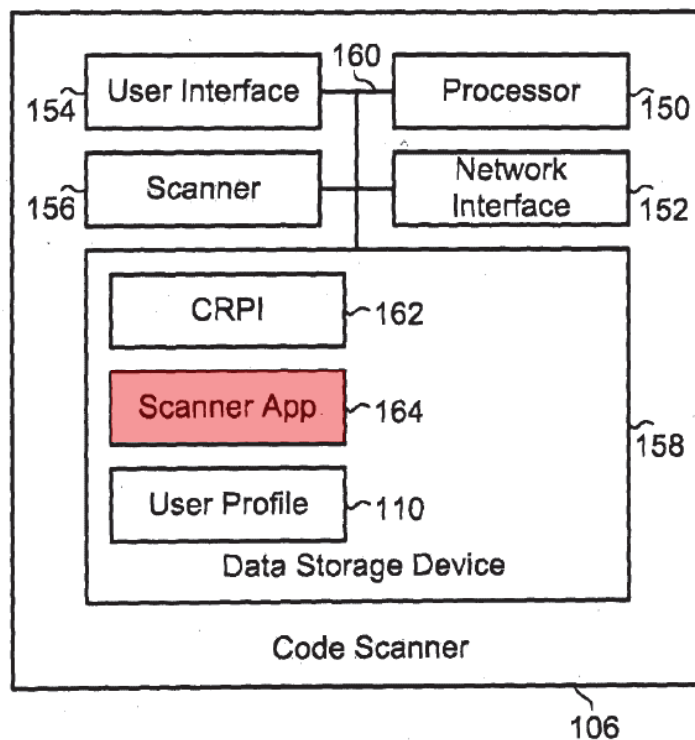 160
User Interface
Processor
154
150
Scanner
Network
Interface
156
152
CRPI
162
Scanner App
164
158
User Profile
110
Data Storage Device
Code Scanner
106